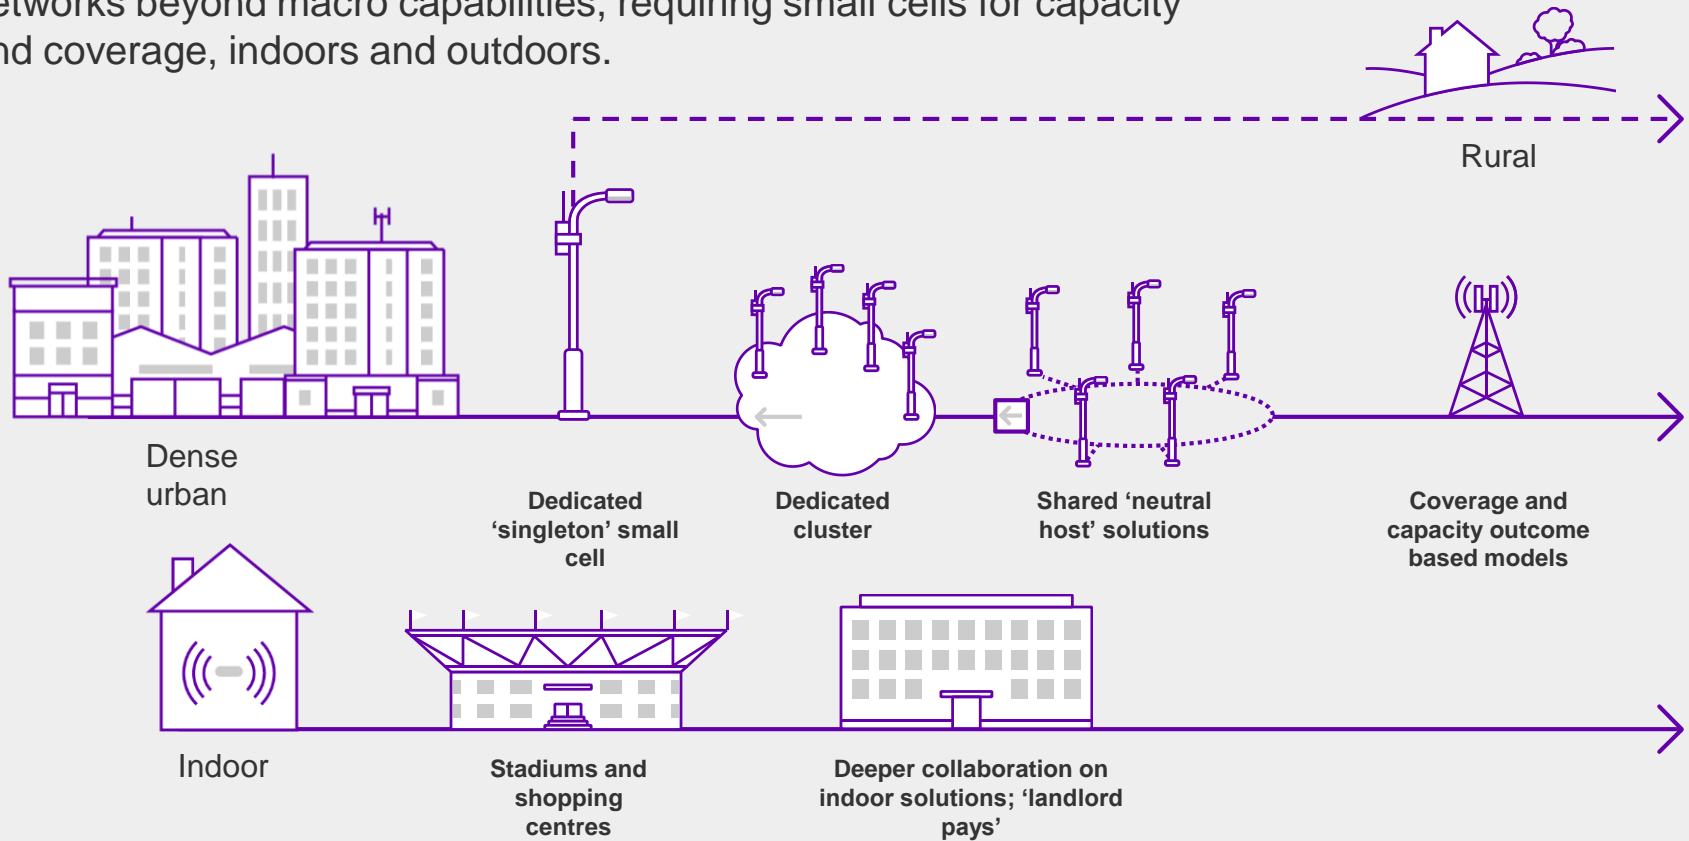 etworks beyond macro capabilities, requiring small cells for capacity
nd coverage, indoors and outdoors.
Rural
Dense
urban
Dedicated
‘singleton’ small
cell
Dedicated
cluster
Shared ‘neutral
host’ solutions
Coverage and
capacity outcome
based models
Indoor
Stadiums and
shopping
centres
Deeper collaboration on
indoor solutions; ‘landlord
pays’